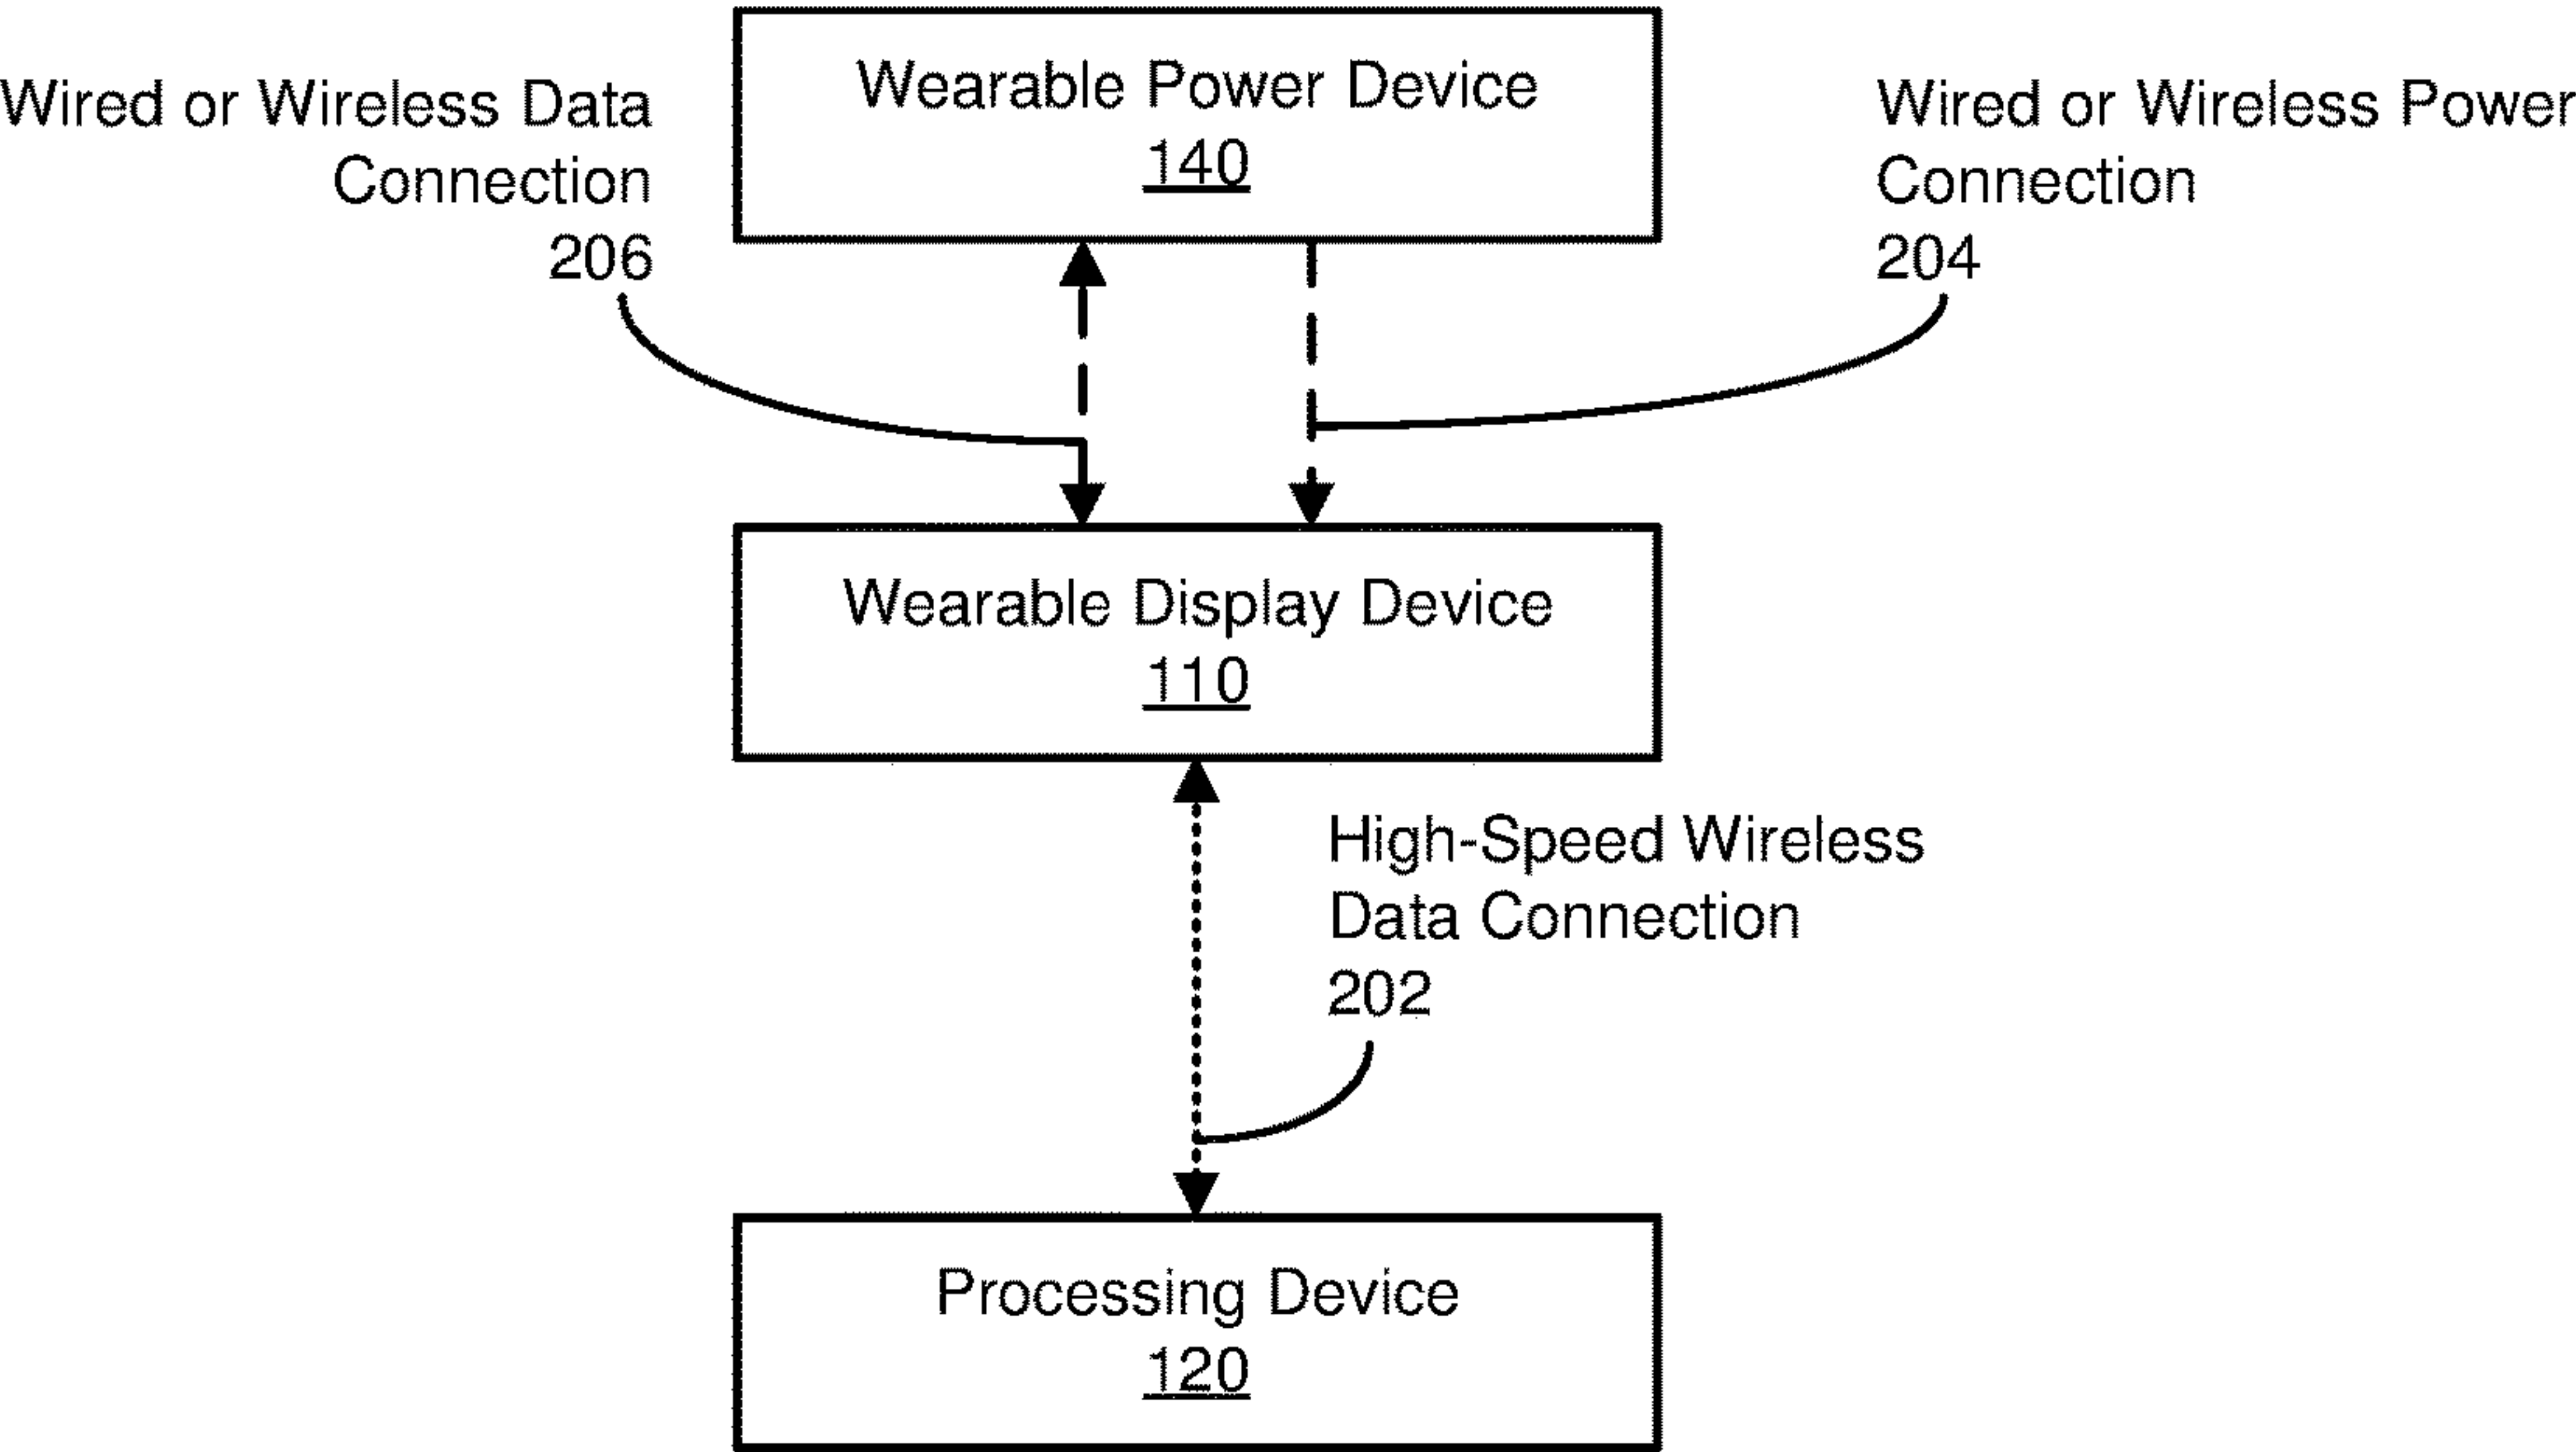 Wearable Power Device
140
Wired or Wireless Data
Connection
206
Wired or Wireless Power
Connection
204
Wearable Display Device
110
High-Speed Wireless
Data Connection
202
Processing Device
120